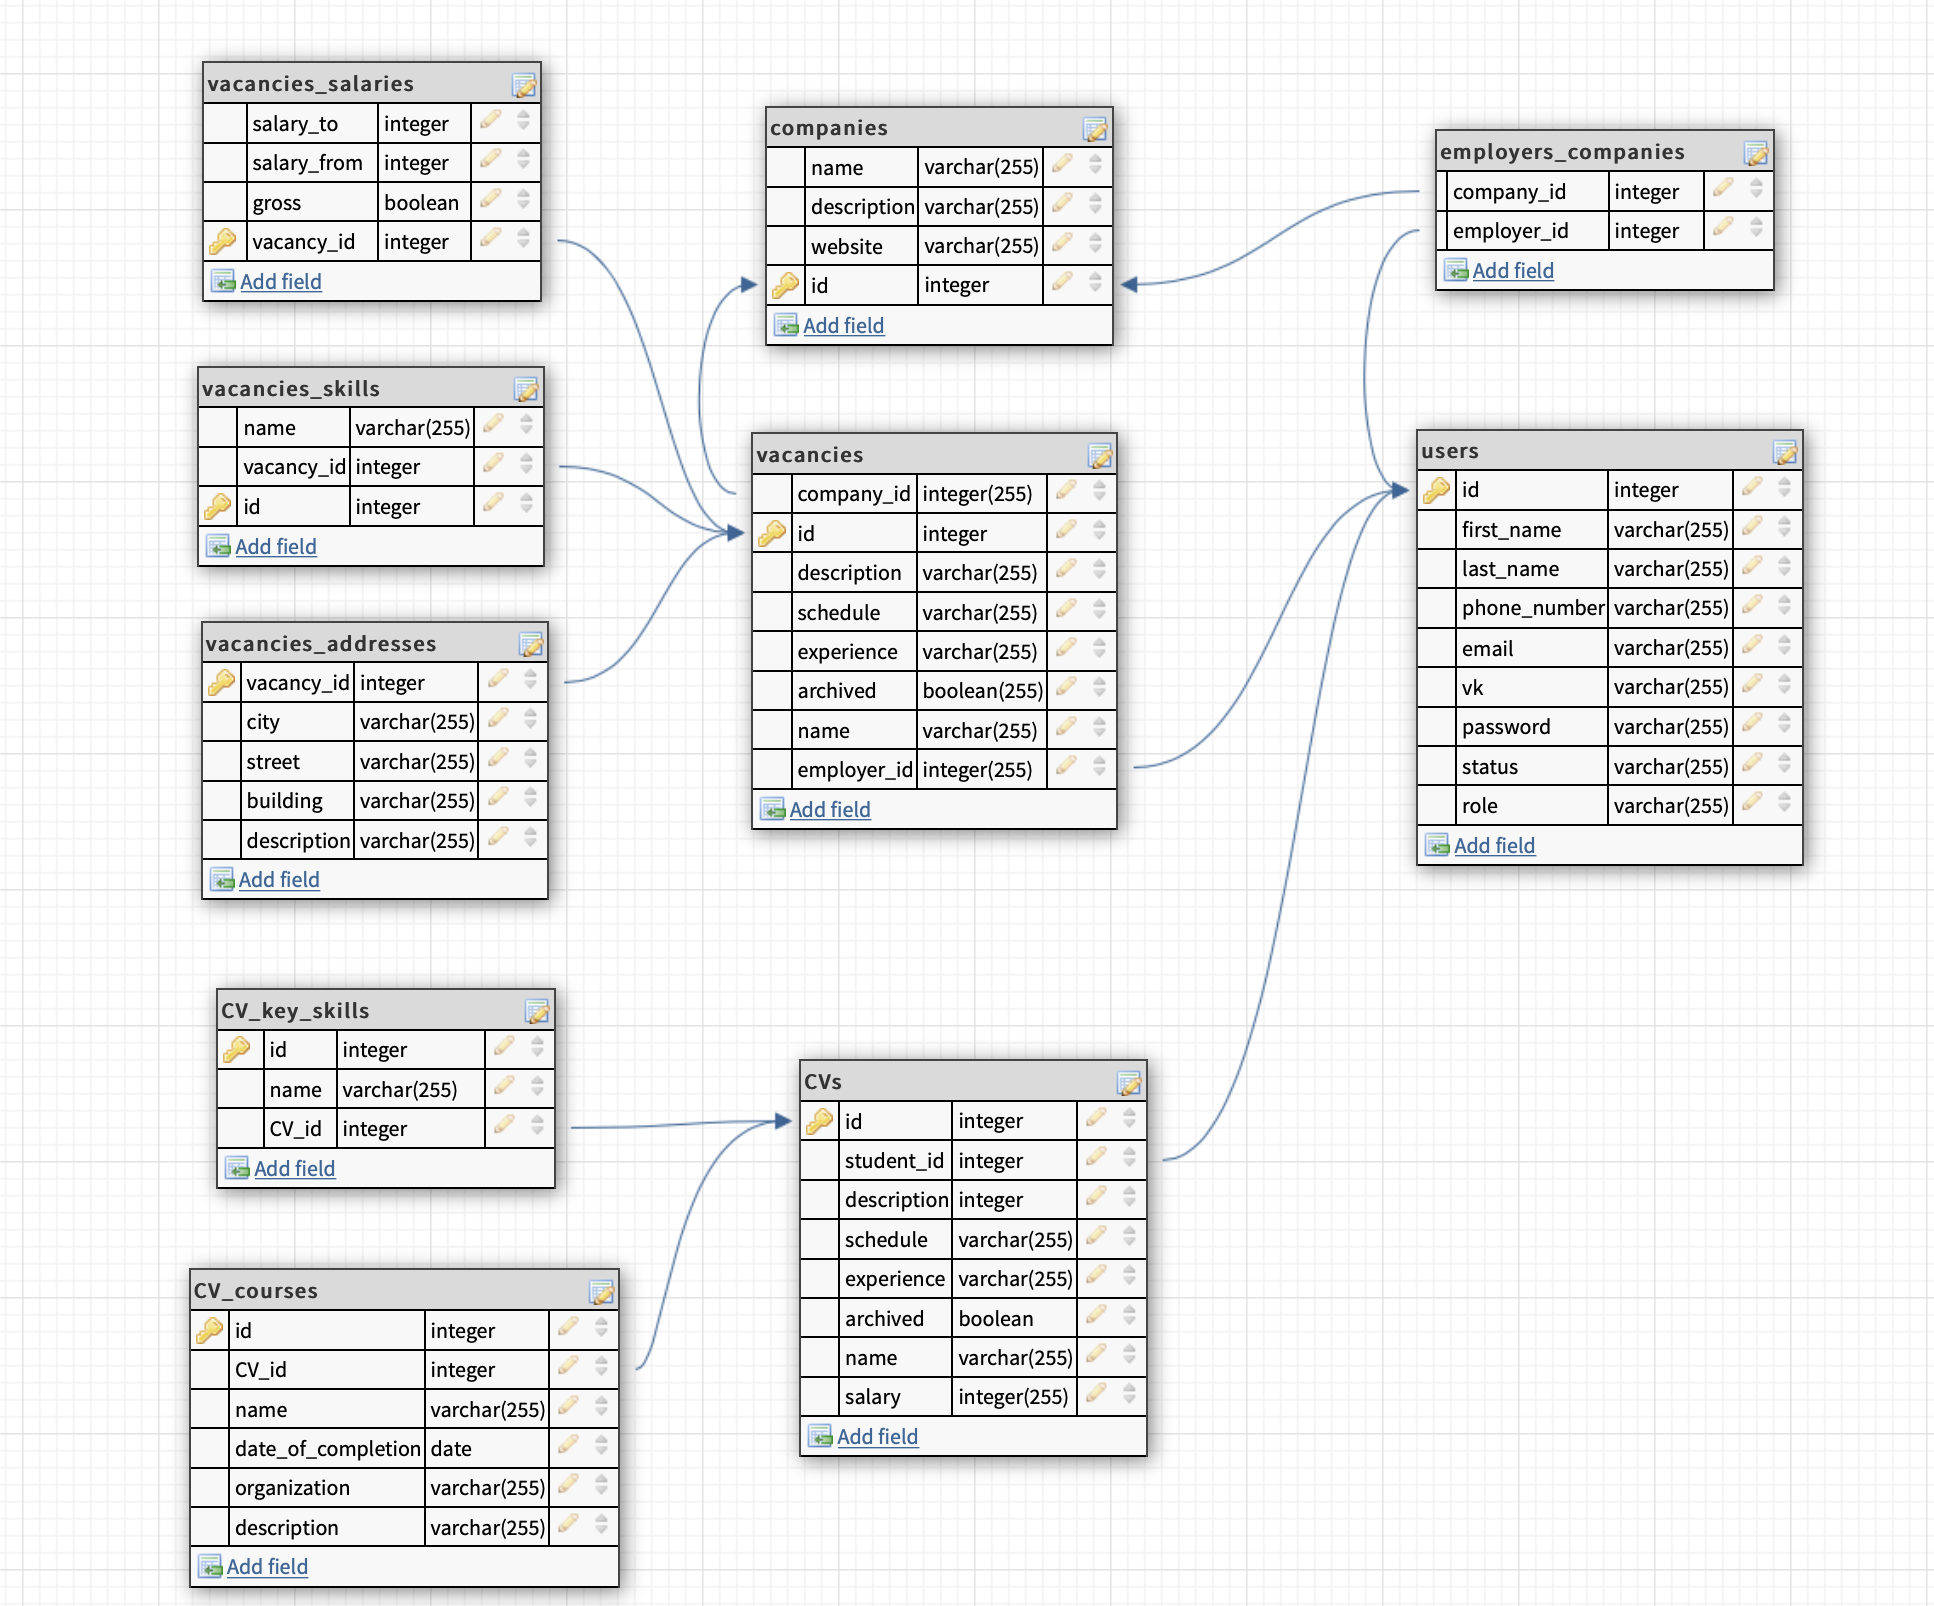 vacancies_salaries
salary_to integer
salary_from integer
gross boolean
vacancy_id integer
Add field
vacancies_skills
name varchar(255)
vacancy_id integer
id integer
Add field
vacancies_addresses
vacancy_id integer
city varchar(255)
street varchar(255)
building varchar(255)
description varchar(255)
Add field
companies
name varchar(255)
description varchar(255)
website varchar(255)
id integer
Add field
vacancies
company_id integer(255)
id integer
description varchar(255)
schedule varchar(255)
experience varchar(255)
archived boolean(255)
name varchar(255)
employer_id integer(255)
Add field
employers_companies
company_id integer
employer_id integer
Add field
users
id integer
first_name varchar(255)
last_name varchar(255)
phone_number varchar(255)
email varchar(255)
vk varchar(255)
password varchar(255)
status varchar(255)
role varchar(255)
Add field
CV_key_skills
id integer
name varchar(255)
CV_id integer
Add field
CV_courses
id integer
CV_id integer
name varchar(255)
date_of_completion date
organization varchar(255)
description varchar(255)
Add field
CVs
id integer
student_id integer
description integer
schedule varchar(255)
experience varchar(255)
archived boolean
name varchar(255)
salary integer(255)
Add field